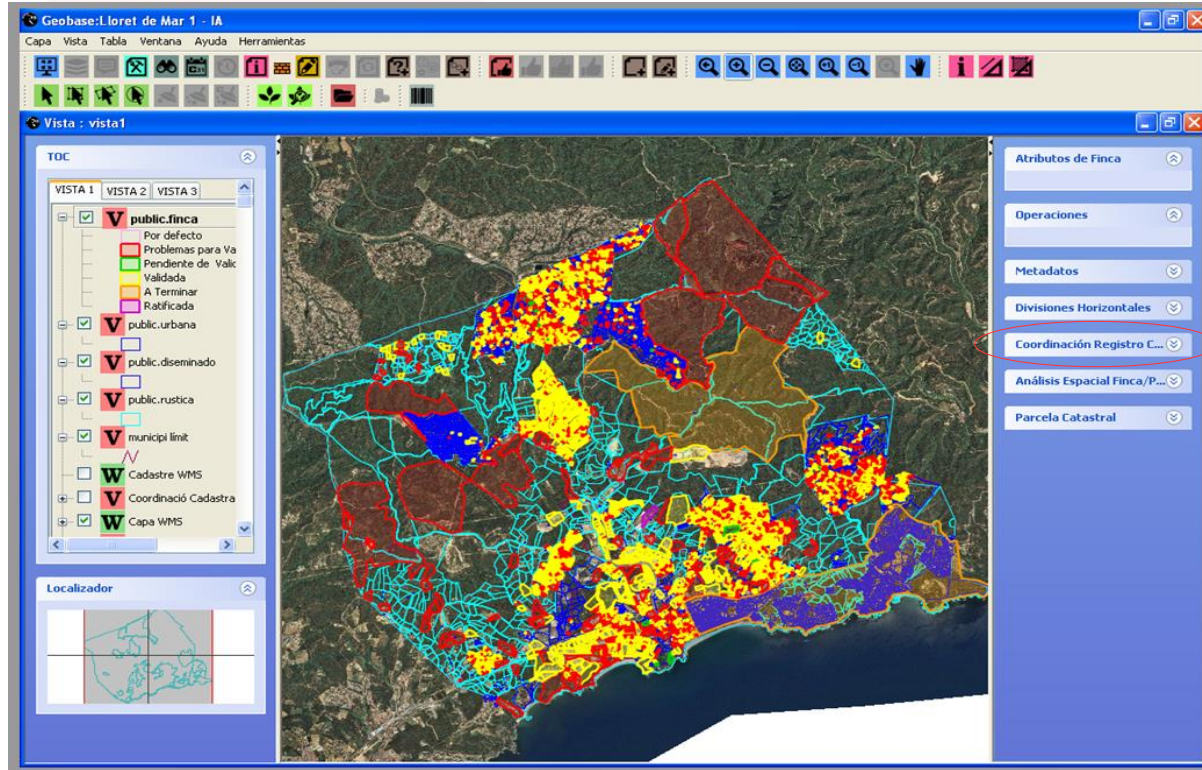 Geobase:Lloret de Mar 1 - IA
Capa Vista Tabla Ventana Ayuda Herramientas
Vista : vista1
TOC
VISTA 1 VISTA 2 VISTA 3
V public.finca
Por defecto
Problemas para Va
Pendiente de Valic
Validada
A Terminar
Ratificada
V public.urbana
V public.diseminado
V public.rustica
V municipi límit
W Cadastre WMS
V Coordinació Cadastra
W Capa WMS
Localizador
Atributos de Finca
Operaciones
Metadatos
Divisiones Horizontales
Coordinación Registro C...
Análisis Espacial Finca/P...
Parcela Catastral